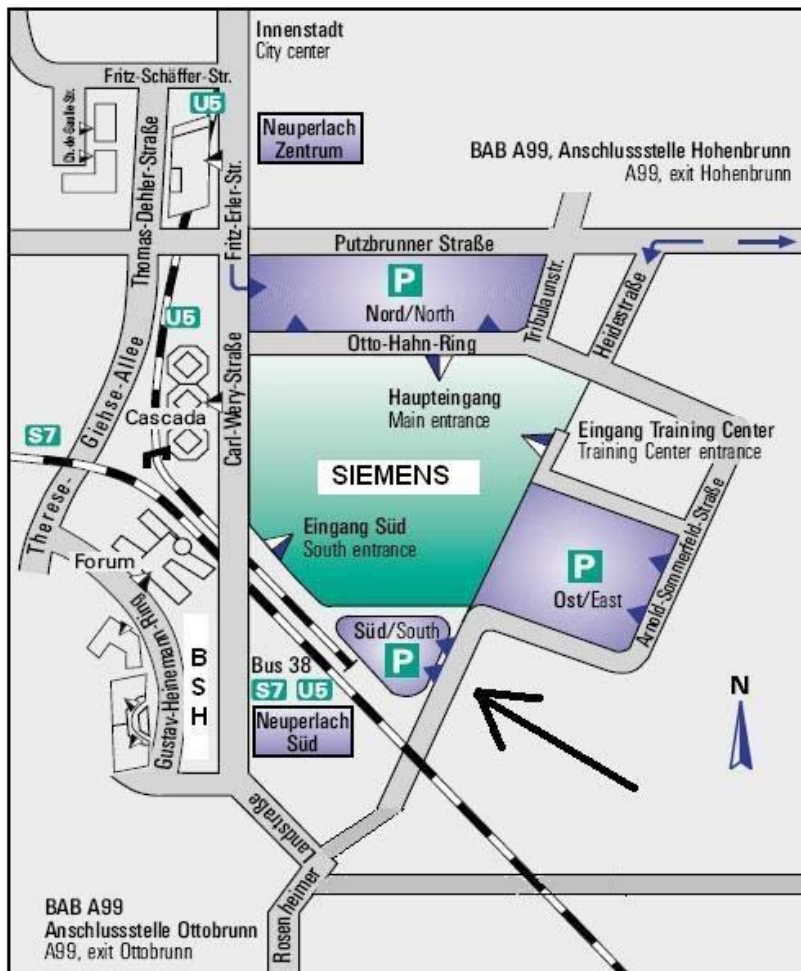 Innenstadt
City center
Fritz-Schäffer-Str.
U5
Ch.-de-Gaulle-Str.
Neuperlach
Zentrum
BAB A99, Anschlussstelle Hohenbrunn
A99, exit Hohenbrunn
Thomas-Dehler-Straße
Fritz-Erler-Str.
Putzbrunner Straße
P
Nord/North
Tribulaunstr.
Heidestraße
U5
Otto-Hahn-Ring
Therese-Giehse-Allee
Carl-Wery-Straße
Cascada
Haupteingang
Main entrance
S7
Eingang Training Center
Training Center entrance
SIEMENS
Eingang Süd
South entrance
Forum
P
Ost/East
Arnold-Sommerfeld-Straße
Gustav-Heinemann-Ring
B
S
H
Süd/South
P
Bus 38
S7 U5
Neuperlach
Süd
N
Rosenheimer Landstraße
BAB A99
Anschlussstelle Ottobrunn
A99, exit Ottobrunn